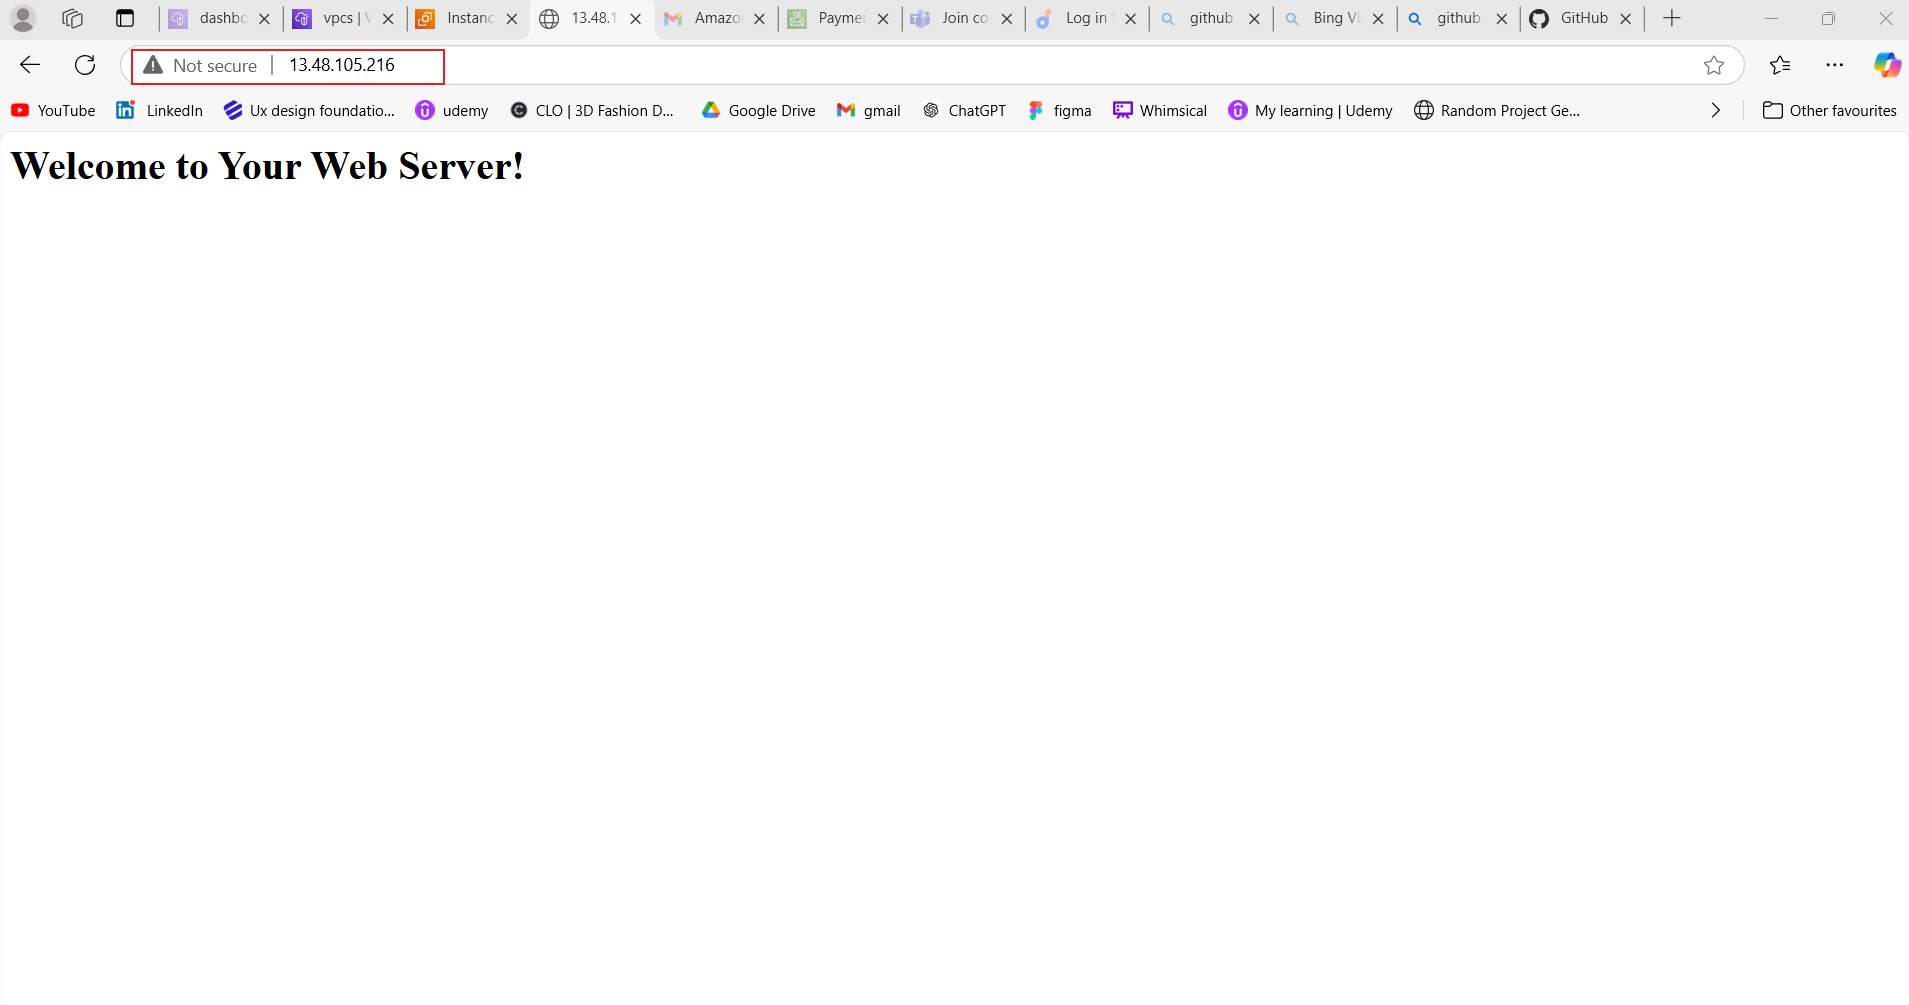 dashbo vpcs | V Instanc 13.48.1 Amazo Paymen Join co Log in github Bing Vi github GitHub
Not secure 13.48.105.216
YouTube LinkedIn Ux design foundatio... udemy CLO | 3D Fashion D... Google Drive gmail ChatGPT figma Whimsical My learning | Udemy Random Project Ge... Other favourites
Welcome to Your Web Server!